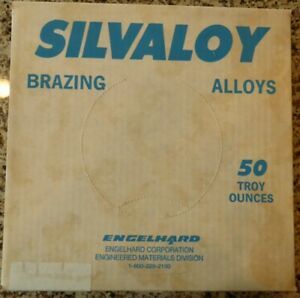 SILVALOY
BRAZING ALLOYS
50
TROY
OUNCES
ENGELHARD
ENGELHARD CORPORATION
ENGINEERED MATERIALS DIVISION